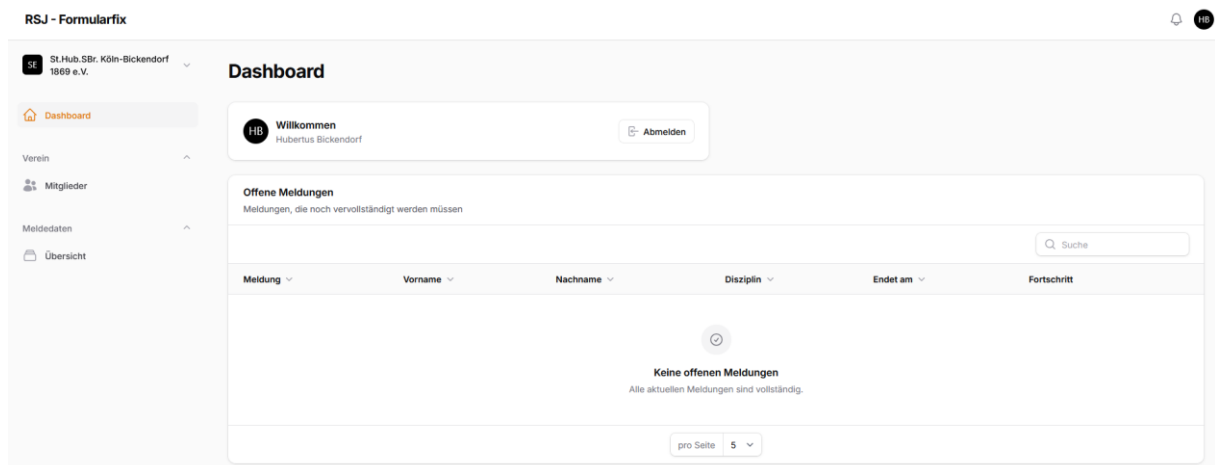 RSJ - Formularfix
HB
SE
St.Hub.SBr. Köln-Bickendorf
1869 e.V.
Dashboard
Verein
Mitglieder
Meldedaten
Übersicht
Dashboard
HB
Willkommen
Hubertus Bickendorf
Abmelden
Offene Meldungen
Meldungen, die noch vervollständigt werden müssen
Suche
Meldung Vorname Nachname Disziplin Endet am Fortschritt
Keine offenen Meldungen
Alle aktuellen Meldungen sind vollständig.
pro Seite 5